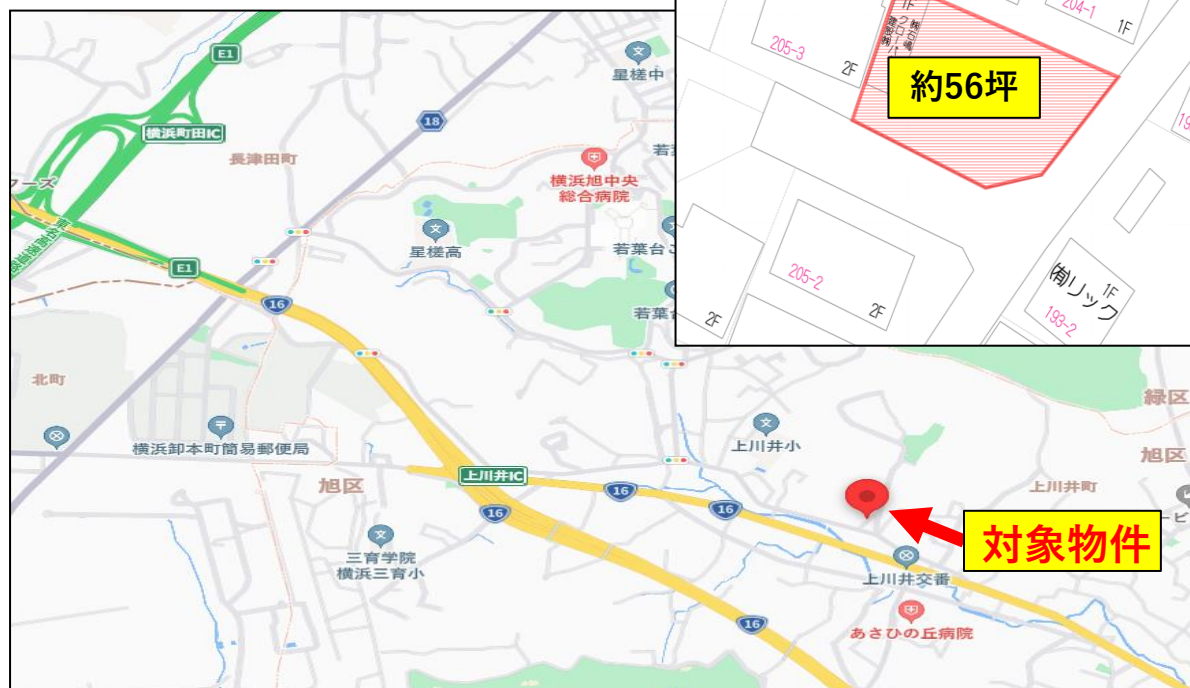 E1
横浜町田IC
長津田町
18
星槎中
横浜旭中央
総合病院
星槎高
若葉台
E1
16
若葉
北町
横浜卸本町簡易郵便局
旭区
上川井IC
16
16
16
上川井小
緑区
旭区
上川井町
対象物件
三育学院
横浜三育小
上川井交番
あさひの丘病院
16
204-1
1F
1F
205-3
2F
約56坪
205-2
2F
2F
㈲リック
1F
193-2